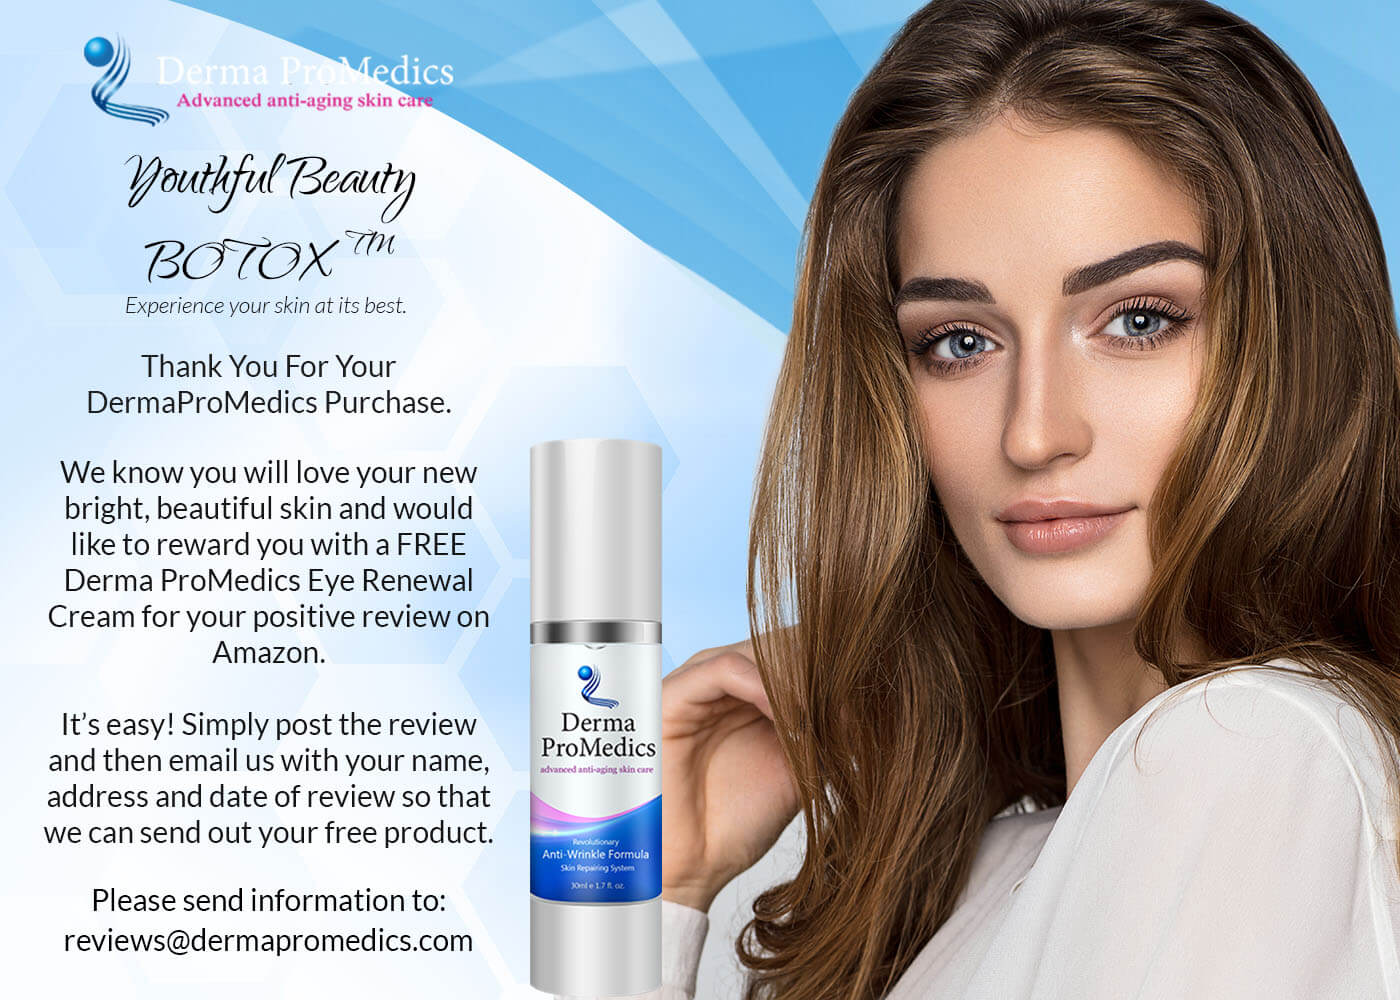 Derma ProMedics
Advanced anti-aging skin care
Youthful Beauty
BOTOX™
Experience your skin at its best.
Thank You For Your
DermaProMedics Purchase.
We know you will love your new
bright, beautiful skin and would
like to reward you with a FREE
Derma ProMedics Eye Renewal
Cream for your positive review on
Amazon.
It’s easy! Simply post the review
and then email us with your name,
address and date of review so that
we can send out your free product.
Please send information to:
reviews@dermapromedics.com
Derma
ProMedics
advanced anti-aging skin care
Revolutionary
Anti-Wrinkle Formula
Skin Repairing System
30ml e 1.7 fl. oz.